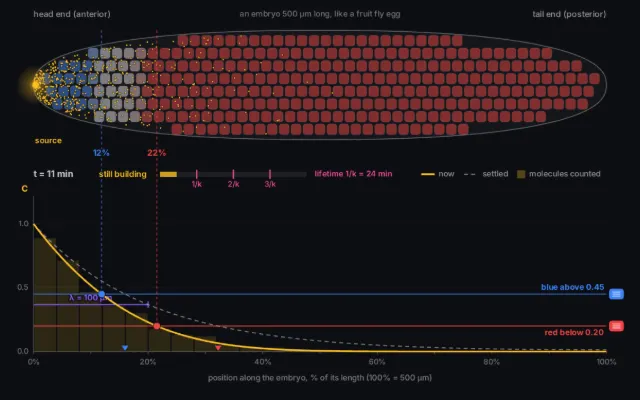 head end (anterior)
an embryo 500 µm long, like a fruit fly egg
tail end (posterior)
source
12%
22%
t = 11 min
still building
1/k
2/k
3/k
lifetime 1/k = 24 min
now
settled
molecules counted
C
1.0
0.5
0.0
λ = 100 µm
blue above 0.45
red below 0.20
0%
20%
40%
60%
80%
100%
position along the embryo, % of its length (100% = 500 µm)